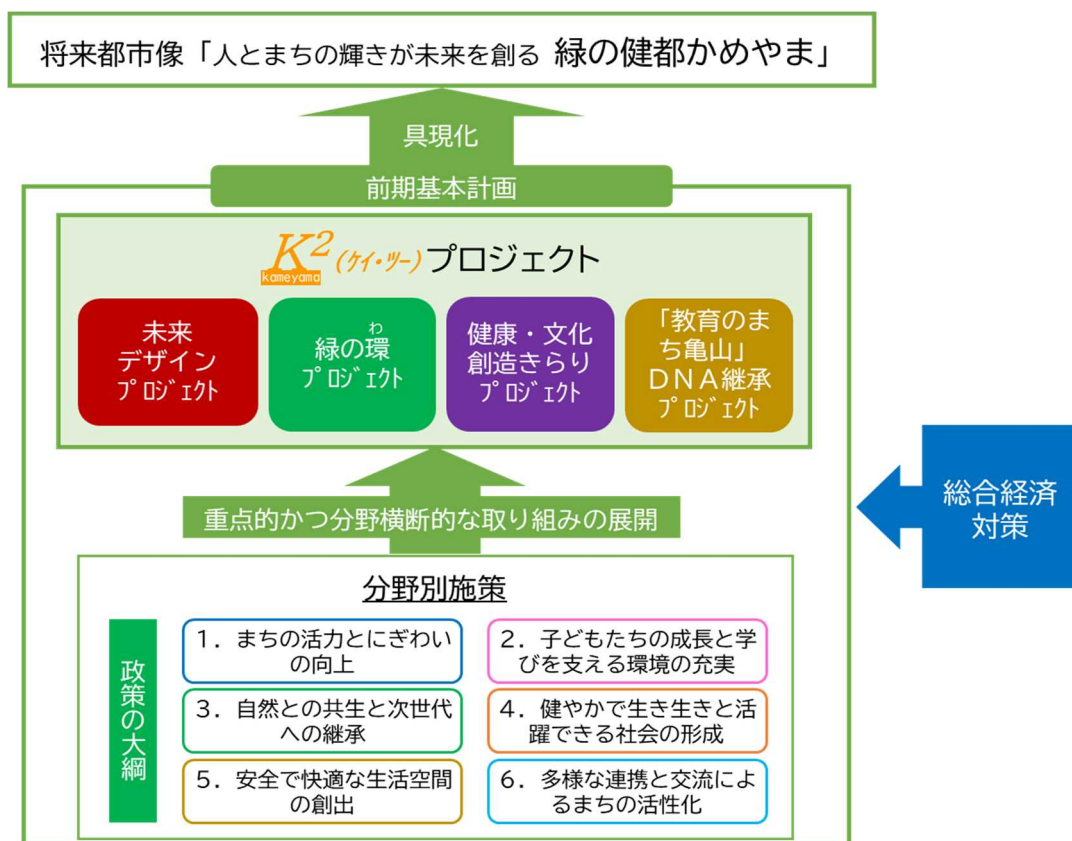 将来都市像「人とまちの輝きが未来を創る 緑の健都かめやま」
具現化
前期基本計画
K²(ｹｲ・ﾂｰ)プロジェクト
kameyama
未来
デザイン
ﾌﾟﾛｼﾞｪｸﾄ
わ
緑の環
ﾌﾟﾛｼﾞｪｸﾄ
健康・文化
創造きらり
ﾌﾟﾛｼﾞｪｸﾄ
「教育のま
ち亀山」
ＤＮＡ継承
ﾌﾟﾛｼﾞｪｸﾄ
総合経済
対策
重点的かつ分野横断的な取り組みの展開
分野別施策
政策の大綱
１．まちの活力とにぎわい
の向上
２．子どもたちの成長と学
びを支える環境の充実
３．自然との共生と次世代
への継承
４．健やかで生き生きと活
躍できる社会の形成
５．安全で快適な生活空間
の創出
６．多様な連携と交流によ
るまちの活性化